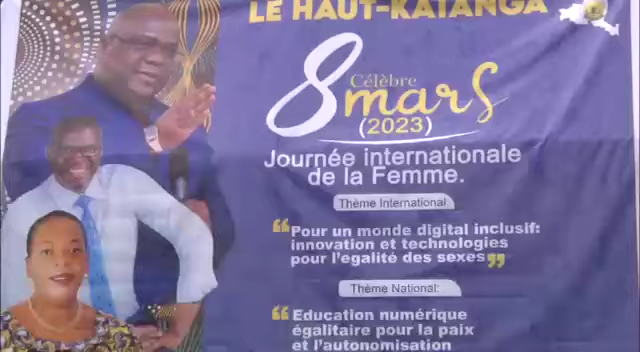 LE HAUT-KATANGA
Célèbre
8 mars
(2023)
Journée internationale
de la Femme.
Thème International
“Pour un monde digital inclusif:
innovation et technologies
pour l'egalité des sexes”
Thème National:
“Education numérique
égalitaire pour la paix
et l'autonomisation